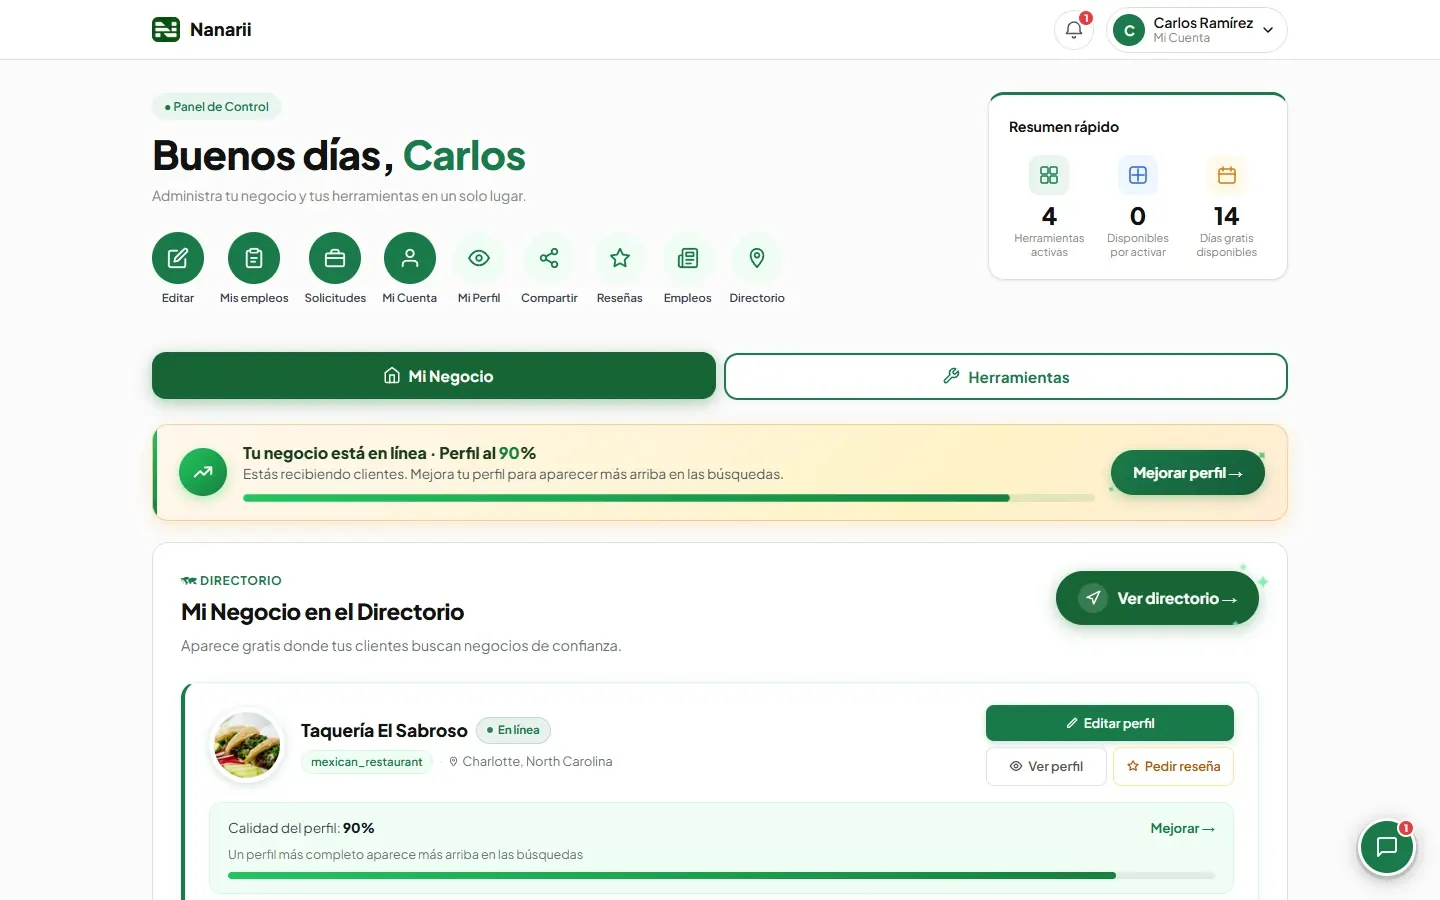 Nanarii
1
C
Carlos Ramírez
Mi Cuenta
Panel de Control
Buenos días, Carlos
Administra tu negocio y tus herramientas en un solo lugar.
Editar
Mis empleos
Solicitudes
Mi Cuenta
Mi Perfil
Compartir
Reseñas
Empleos
Directorio
Resumen rápido
4
Herramientas
activas
0
Disponibles
por activar
14
Días gratis
disponibles
Mi Negocio
Herramientas
Tu negocio está en línea · Perfil al 90%
Estás recibiendo clientes. Mejora tu perfil para aparecer más arriba en las búsquedas.
Mejorar perfil →
DIRECTORIO
Mi Negocio en el Directorio
Aparece gratis donde tus clientes buscan negocios de confianza.
Ver directorio →
Taquería El Sabroso
En línea
mexican_restaurant · Charlotte, North Carolina
Editar perfil
Ver perfil
Pedir reseña
Calidad del perfil: 90%
Mejorar →
Un perfil más completo aparece más arriba en las búsquedas
1